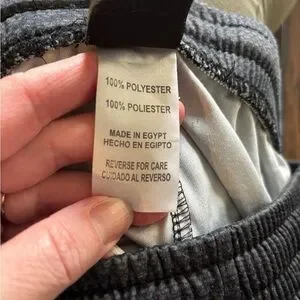 100% POLYESTER
100% POLIESTER
MADE IN EGYPT
HECHO EN EGIPTO
REVERSE FOR CARE
CUIDADO AL REVERSO